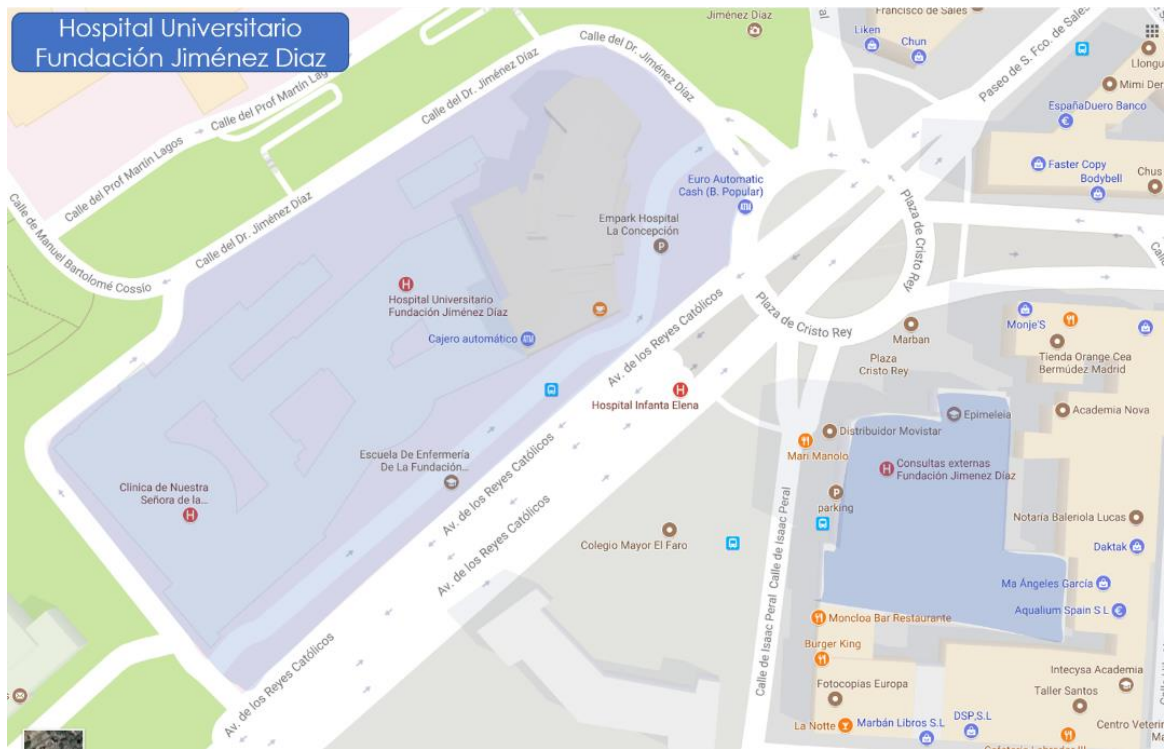 Hospital Universitario
Fundación Jiménez Diaz
Jiménez Díaz
Francisco de Sales
Liken
Chun
Paseo de S. Fco. de Sales
Mimi Der
EspañaDuero Banco
Faster Copy
Bodybell
Chus
Calle del Dr. Jiménez Díaz
Calle del Dr. Jiménez Díaz
Calle del Prof Martín Lagos
Calle del Prof Martín Lagos
Calle del Dr. Jiménez Díaz
Calle de Manuel Bartolomé Cossío
Euro Automatic
Cash (B. Popular)
Empark Hospital
La Concepción
P
Plaza de Cristo Rey
H
Hospital Universitario
Fundación Jiménez Díaz
Cajero automático
Av. de los Reyes Católicos
Plaza de Cristo Rey
Marban
Plaza
Cristo Rey
Monje'S
Tienda Orange Cea
Bermúdez Madrid
H
Hospital Infanta Elena
Epimeleia
Academia Nova
Distribuidor Movistar
Mari Manolo
H
Consultas externas
Fundación Jimenez Díaz
P
parking
Escuela De Enfermería
De La Fundación...
Clinica de Nuestra
Señora de la...
H
Av. de los Reyes Católicos
Av. de los Reyes Católicos
Av. de los Reyes Católicos
Colegio Mayor El Faro
Calle de Isaac Peral
Calle de Isaac Peral
Calle de Isaac Peral
Notaría Baleriola Lucas
Daktak
Ma Ángeles García
Aqualium Spain S L
Moncloa Bar Restaurante
Burger King
Fotocopias Europa
La Notte
Marbán Libros S.L
DSP,S.L
Intecysa Academia
Taller Santos
Centro Veterin